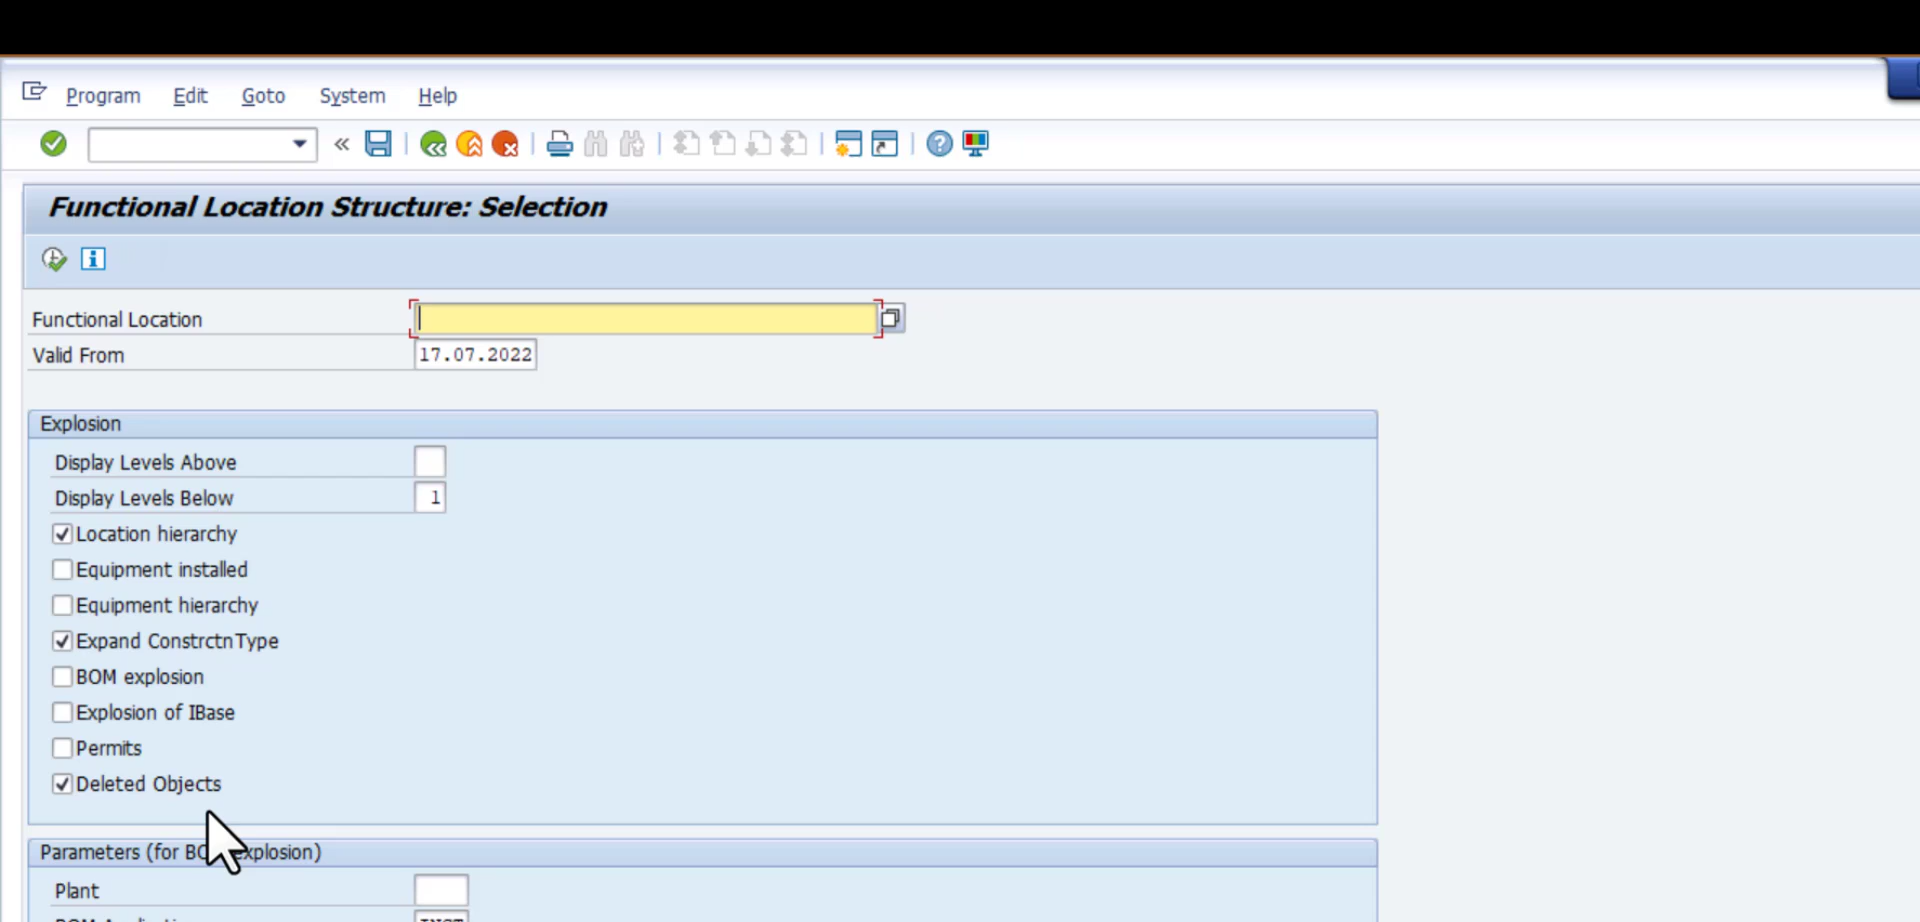 Program Edit Goto System Help
Functional Location Structure: Selection
Functional Location
Valid From 17.07.2022
Explosion
Display Levels Above
Display Levels Below 1
Location hierarchy
Equipment installed
Equipment hierarchy
Expand ConstrctnType
BOM explosion
Explosion of IBase
Permits
Deleted Objects
Parameters (for explosion)
Plant